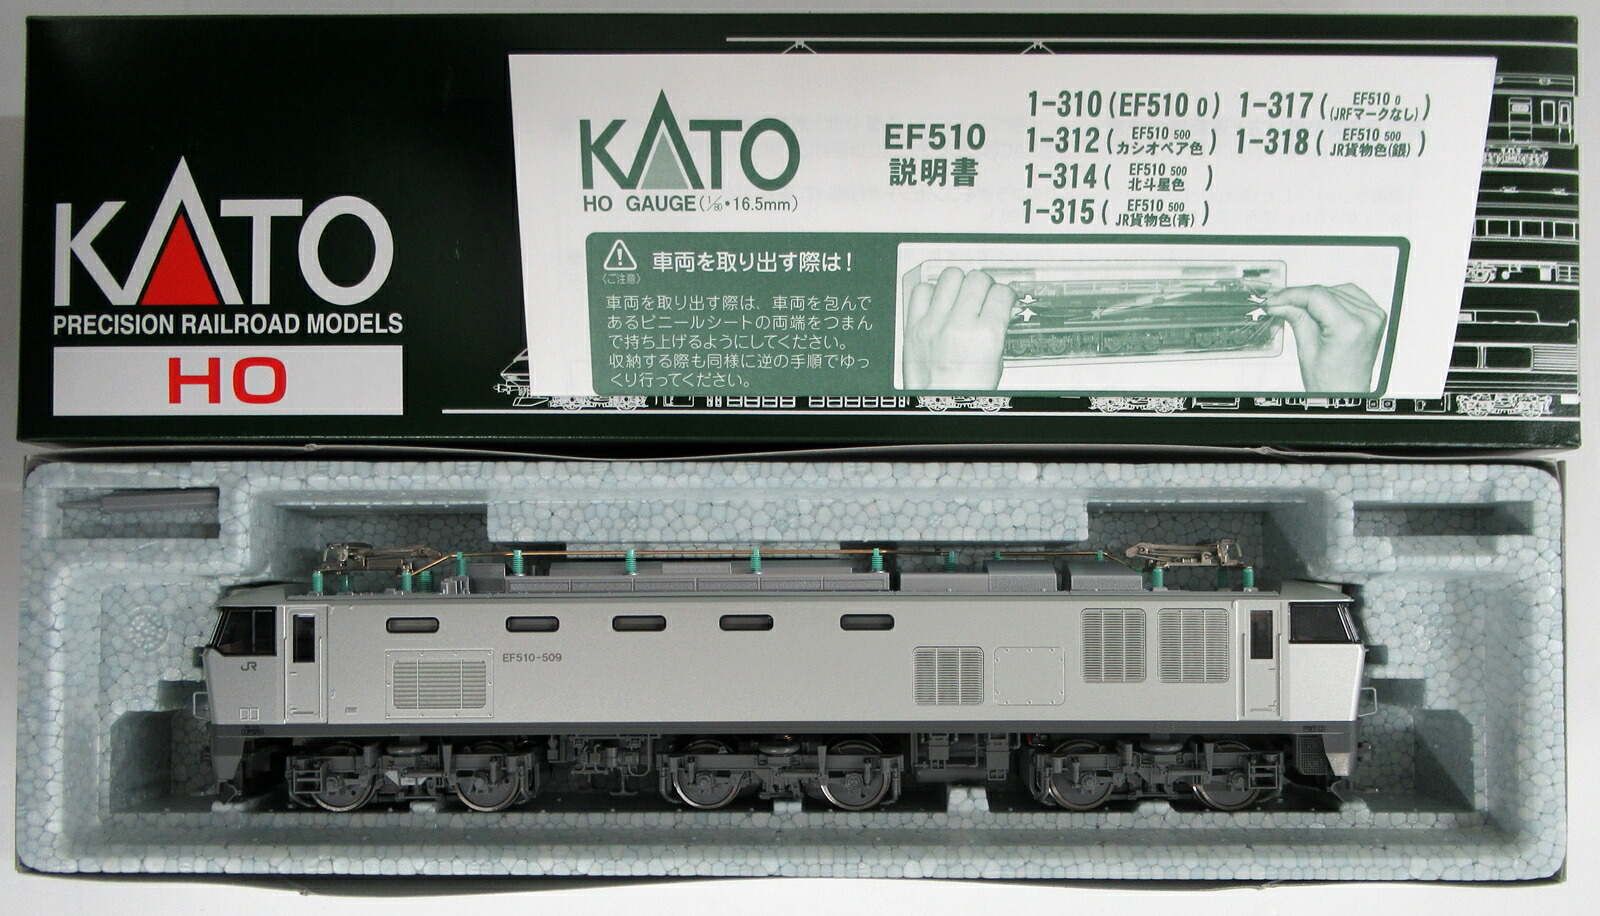 KATO
PRECISION RAILROAD MODELS
HO
KATO
HO GAUGE(1/80・16.5mm)
EF510
説明書
1-310(EF510 0) 1-317(EF510 0 (JRFマークなし))
1-312(EF510 500 カシオペア色) 1-318(EF510 500 JR貨物色(銀))
1-314(EF510 500 北斗星色)
1-315(EF510 500 JR貨物色(青))
〈ご注意〉
車両を取り出す際は!
車両を取り出す際は、車両を包んで
あるビニールシートの両端をつまん
で持ち上げるようにしてください。
収納する際も同様に逆の手順でゆっ
くり行ってください。
JR
EF510-509